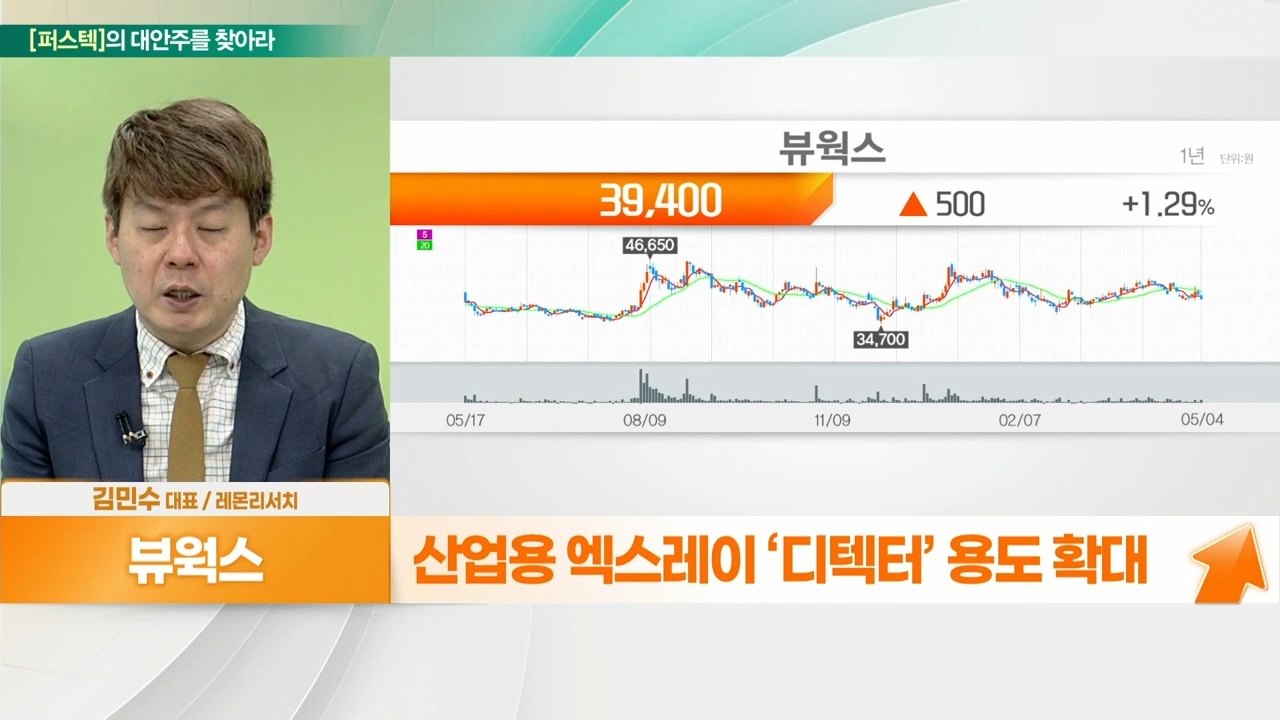 [퍼스텍]의 대안주를 찾아라
뷰웍스
1년 단위:원
39,400 ▲ 500 +1.29%
5
20
46,650
34,700
05/17 08/09 11/09 02/07 05/04
김민수 대표 / 레몬리서치
뷰웍스
산업용 엑스레이 ‘디텍터’ 용도 확대